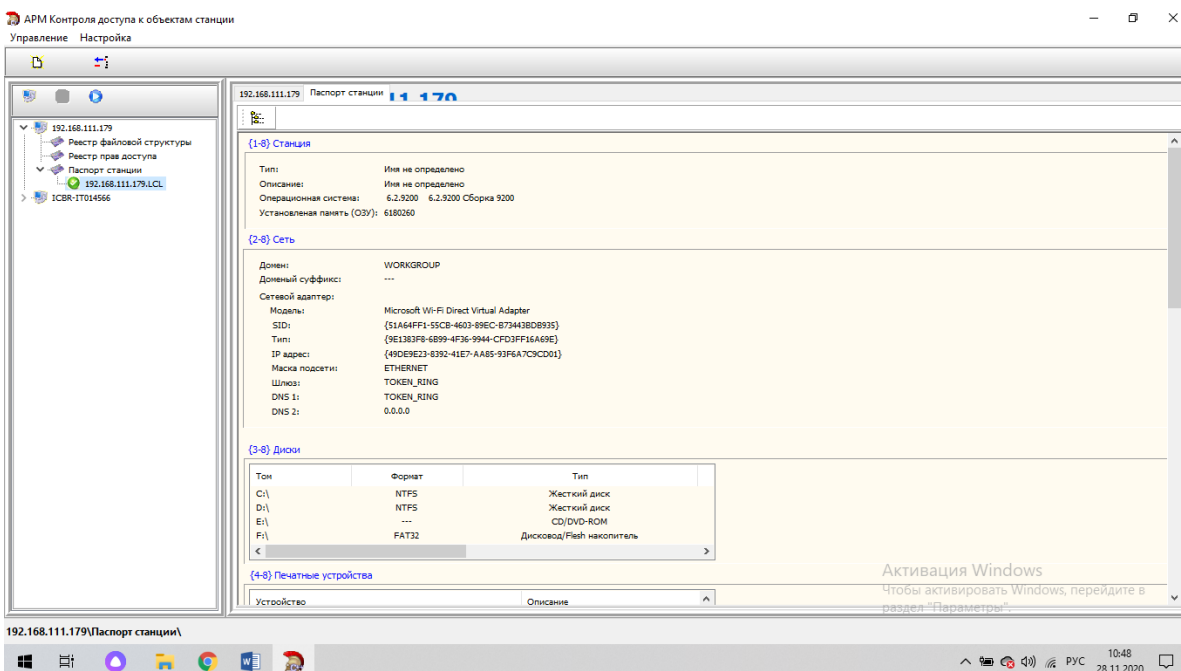 АРМ Контроля доступа к объектам станции
Управление Настройка
192.168.111.179
Реестр файловой структуры
Реестр прав доступа
Паспорт станции
192.168.111.179.LCL
ICBR-IT014566
192.168.111.179 Паспорт станции 11.179
{1-8} Станция
Тип: Имя не определено
Описание: Имя не определено
Операционная система: 6.2.9200 6.2.9200 Сборка 9200
Установленая память (ОЗУ): 6180260
{2-8} Сеть
Домен: WORKGROUP
Доменый суффикс: ---
Сетевой адаптер:
Модель: Microsoft Wi-Fi Direct Virtual Adapter
SID: {51A64FF1-55CB-4603-89EC-B73443BDB935}
Тип: {9E1383F8-6B99-4F36-9944-CFD3FF16A69E}
IP адрес: {49DE9E23-8392-41E7-AA85-93F6A7C9CD01}
Маска подсети: ETHERNET
Шлюз: TOKEN_RING
DNS 1: TOKEN_RING
DNS 2: 0.0.0.0
{3-8} Диски
Том Формат Тип
C:\ NTFS Жесткий диск
D:\ NTFS Жесткий диск
E:\ --- CD/DVD-ROM
F:\ FAT32 Дисковод/Flesh накопитель
{4-8} Печатные устройства
Устройство Описание
Активация Windows
Чтобы активировать Windows, перейдите в
раздел "Параметры".
192.168.111.179\Паспорт станции\
РУС
10:48
28.11.2020